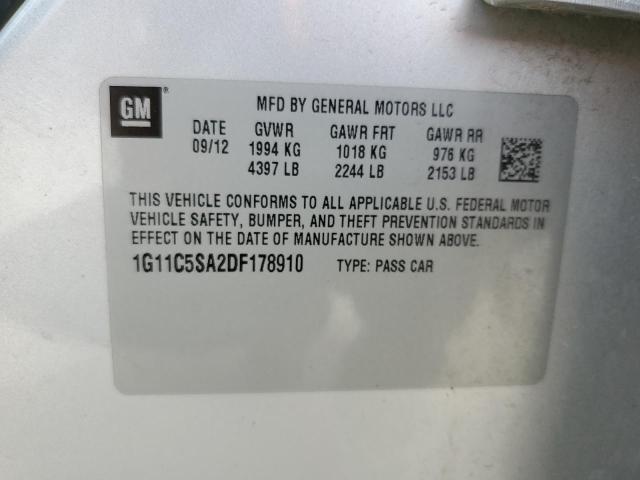 GM® MFD BY GENERAL MOTORS LLC
DATE GVWR GAWR FRT GAWR RR
09/12 1994 KG 1018 KG 976 KG
4397 LB 2244 LB 2153 LB
THIS VEHICLE CONFORMS TO ALL APPLICABLE U.S. FEDERAL MOTOR
VEHICLE SAFETY, BUMPER, AND THEFT PREVENTION STANDARDS IN
EFFECT ON THE DATE OF MANUFACTURE SHOWN ABOVE.
1G11C5SA2DF178910 TYPE: PASS CAR